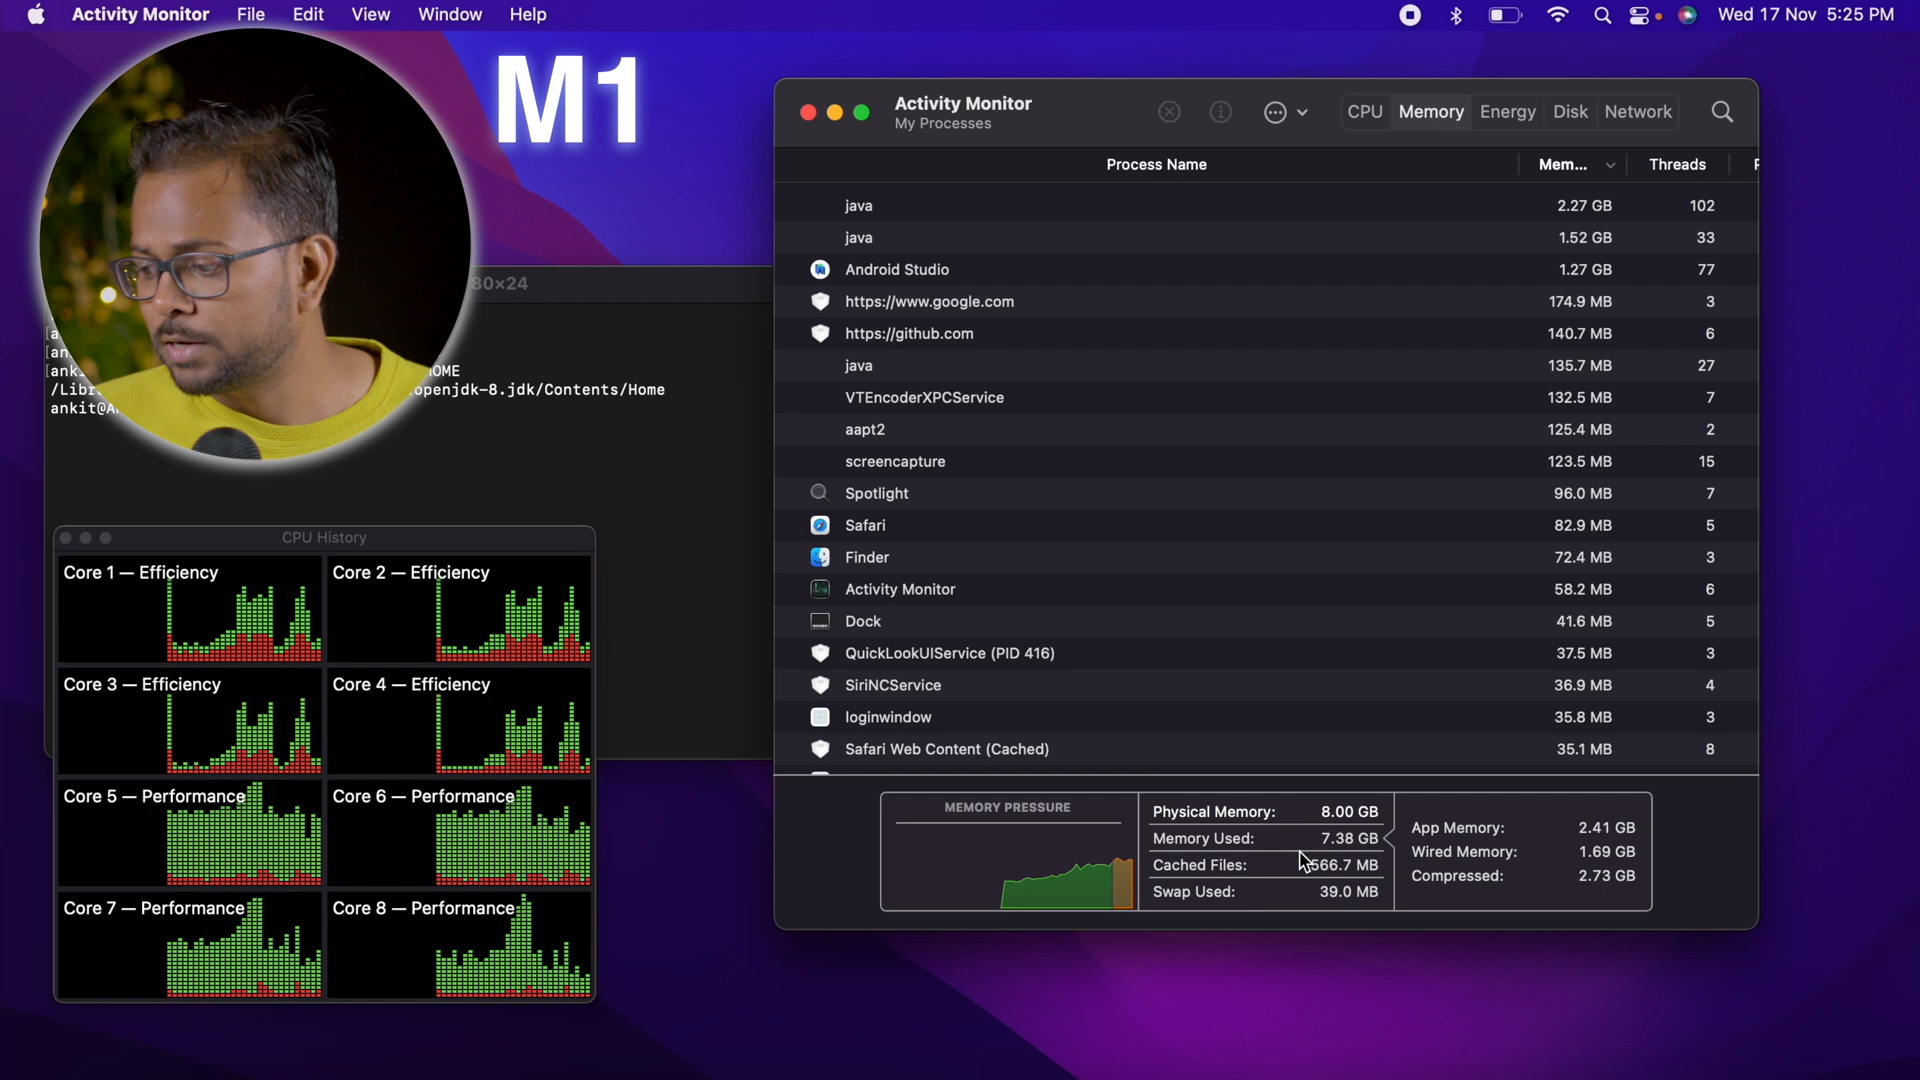 Activity Monitor File Edit View Window Help
Wed 17 Nov 5:25 PM
M1
80×24
OME
/Libr
openjdk-8.jdk/Contents/Home
ankit@A
CPU History
Core 1 — Efficiency
Core 2 — Efficiency
Core 3 — Efficiency
Core 4 — Efficiency
Core 5 — Performance
Core 6 — Performance
Core 7 — Performance
Core 8 — Performance
Activity Monitor
My Processes
CPU Memory Energy Disk Network
Process Name Mem... Threads
java 2.27 GB 102
java 1.52 GB 33
Android Studio 1.27 GB 77
https://www.google.com 174.9 MB 3
https://github.com 140.7 MB 6
java 135.7 MB 27
VTEncoderXPCService 132.5 MB 7
aapt2 125.4 MB 2
screencapture 123.5 MB 15
Spotlight 96.0 MB 7
Safari 82.9 MB 5
Finder 72.4 MB 3
Activity Monitor 58.2 MB 6
Dock 41.6 MB 5
QuickLookUIService (PID 416) 37.5 MB 3
SiriNCService 36.9 MB 4
loginwindow 35.8 MB 3
Safari Web Content (Cached) 35.1 MB 8
MEMORY PRESSURE
Physical Memory: 8.00 GB
Memory Used: 7.38 GB
Cached Files: 566.7 MB
Swap Used: 39.0 MB
App Memory: 2.41 GB
Wired Memory: 1.69 GB
Compressed: 2.73 GB